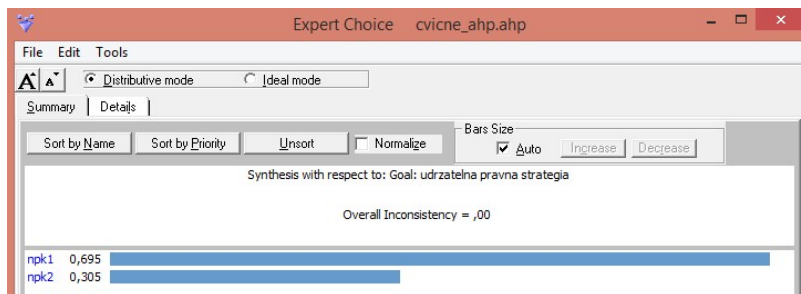 Expert Choice cvicne_ahp.ahp
File Edit Tools
A A Distributive mode Ideal mode
Summary Details
Sort by Name Sort by Priority Unsort Normalize Bars Size Auto Increase Decrease
Synthesis with respect to: Goal: udrzatelna pravna strategia
Overall Inconsistency = ,00
npk1 0,695
npk2 0,305